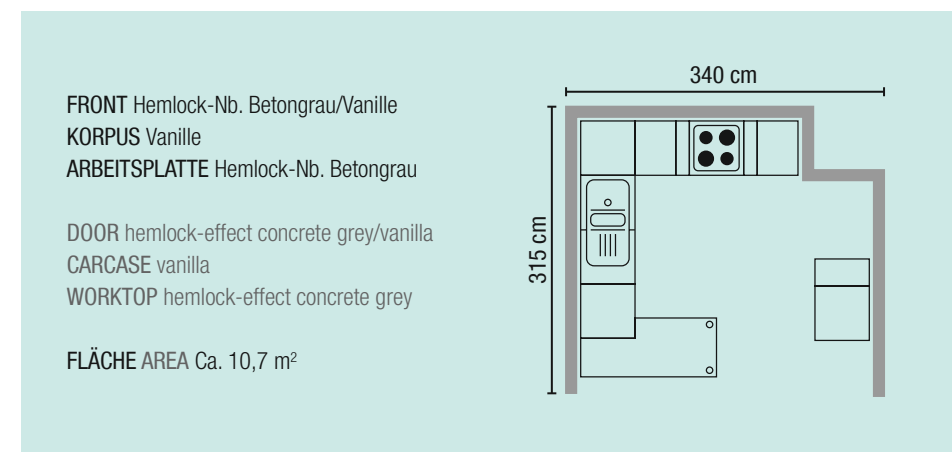 FRONT Hemlock-Nb. Betongrau/Vanille
KORPUS Vanille
ARBEITSPLATTE Hemlock-Nb. Betongrau
DOOR hemlock-effect concrete grey/vanilla
CARCASE vanilla
WORKTOP hemlock-effect concrete grey
FLÄCHE AREA Ca. 10,7 m²
340 cm
315 cm